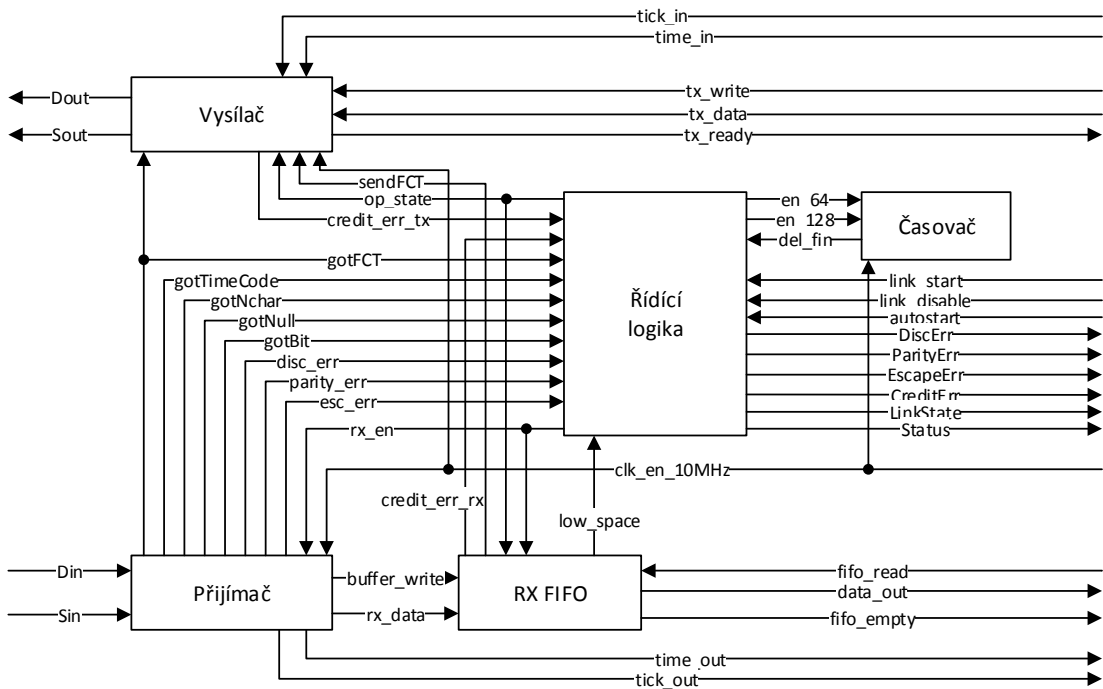 tick_in
time_in
Dout
Vysílač
tx_write
tx_data
Sout
tx_ready
sendFCT
op_state
en_64
credit_err_tx
en_128
Časovač
del_fin
gotFCT
gotTimeCode
link_start
Řídící
logika
gotNchar
link_disable
gotNull
autostart
gotBit
DiscErr
disc_err
ParityErr
parity_err
EscapeErr
esc_err
CreditErr
LinkState
rx_en
Status
clk_en_10MHz
credit_err_rx
low_space
Din
Přijímač
buffer_write
RX FIFO
fifo_read
data_out
Sin
rx_data
fifo_empty
time_out
tick_out